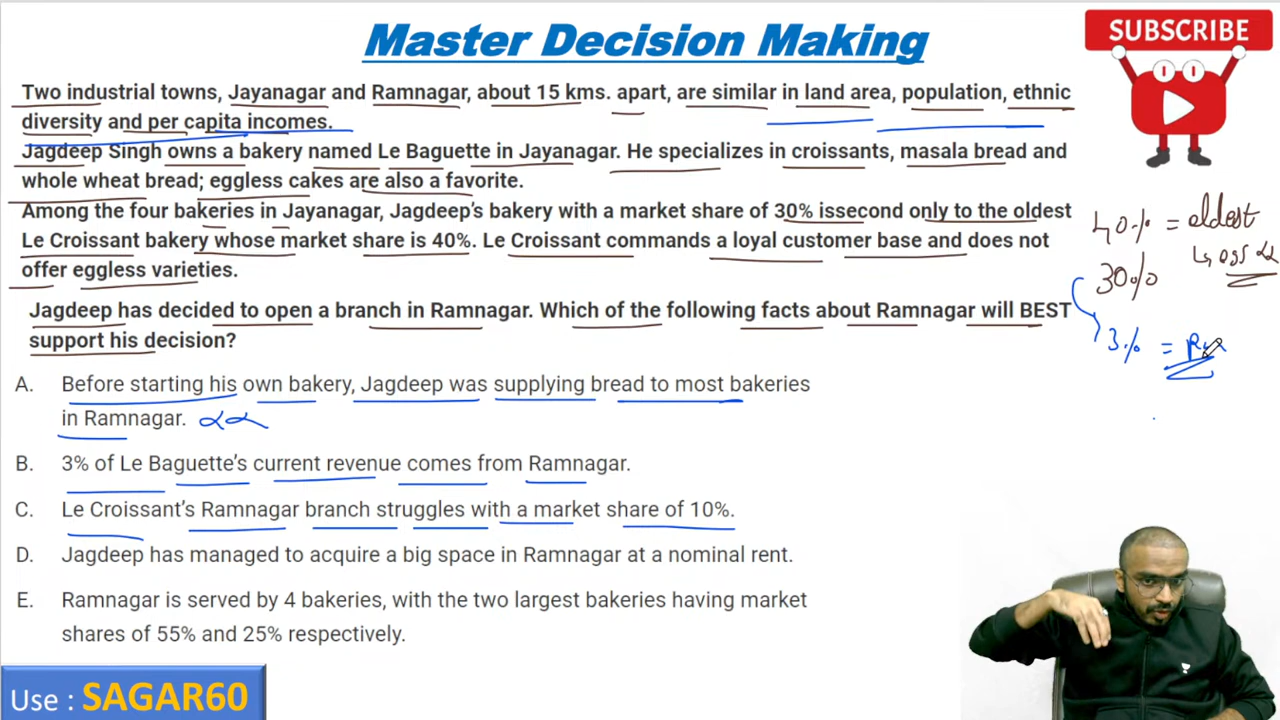 Master Decision Making
SUBSCRIBE
Two industrial towns, Jayanagar and Ramnagar, about 15 kms. apart, are similar in land area, population, ethnic
diversity and per capita incomes.
Jagdeep Singh owns a bakery named Le Baguette in Jayanagar. He specializes in croissants, masala bread and
whole wheat bread; eggless cakes are also a favorite.
Among the four bakeries in Jayanagar, Jagdeep's bakery with a market share of 30% issecond only to the oldest
Le Croissant bakery whose market share is 40%. Le Croissant commands a loyal customer base and does not
offer eggless varieties.
40% = oldest
30%
3% =
Jagdeep has decided to open a branch in Ramnagar. Which of the following facts about Ramnagar will BEST
support his decision?
A. Before starting his own bakery, Jagdeep was supplying bread to most bakeries
in Ramnagar.
B. 3% of Le Baguette's current revenue comes from Ramnagar.
C. Le Croissant's Ramnagar branch struggles with a market share of 10%.
D. Jagdeep has managed to acquire a big space in Ramnagar at a nominal rent.
E. Ramnagar is served by 4 bakeries, with the two largest bakeries having market
shares of 55% and 25% respectively.
Use : SAGAR60